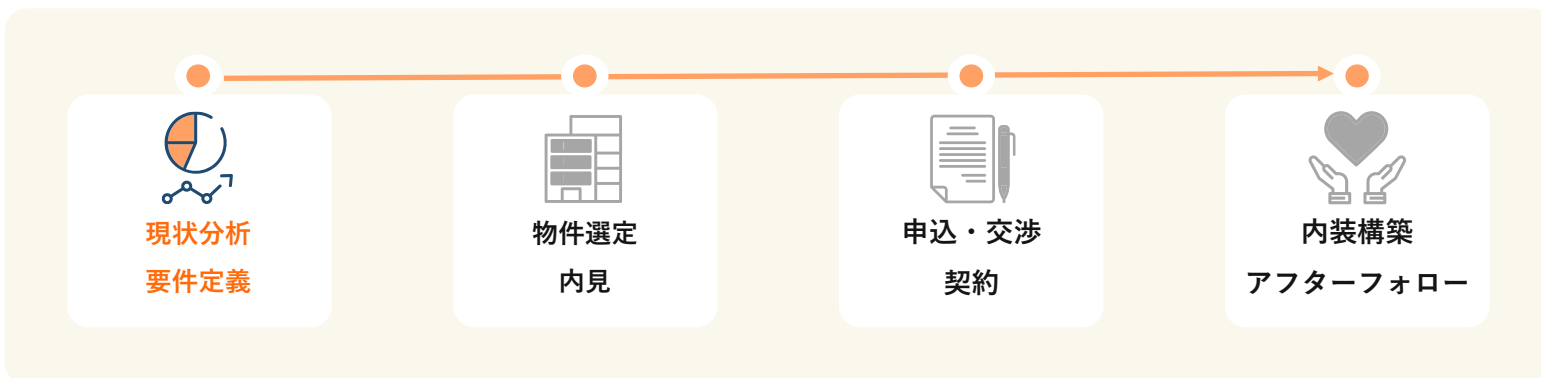 現状分析
要件定義
物件選定
内見
申込・交渉
契約
内装構築
アフターフォロー